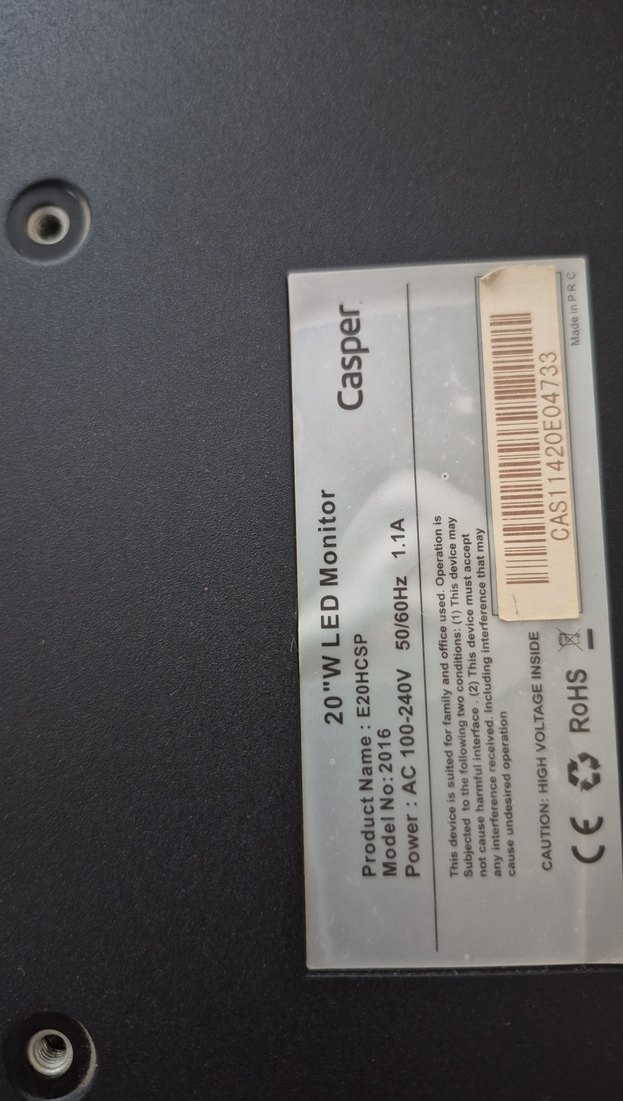 20"W LED Monitor
Casper
Product Name : E20HCSP
Model No: 2016
Power : AC 100-240V 50/60Hz 1.1A
This device is suited for family and office used. Operation is
Subjected to the following two conditions: (1) This device may
not cause harmful interface . (2) This device must accept
any interference received. Including interference that may
cause undesired operation
CAUTION: HIGH VOLTAGE INSIDE
CE RoHS
CAS11420E04733
Made in P R C